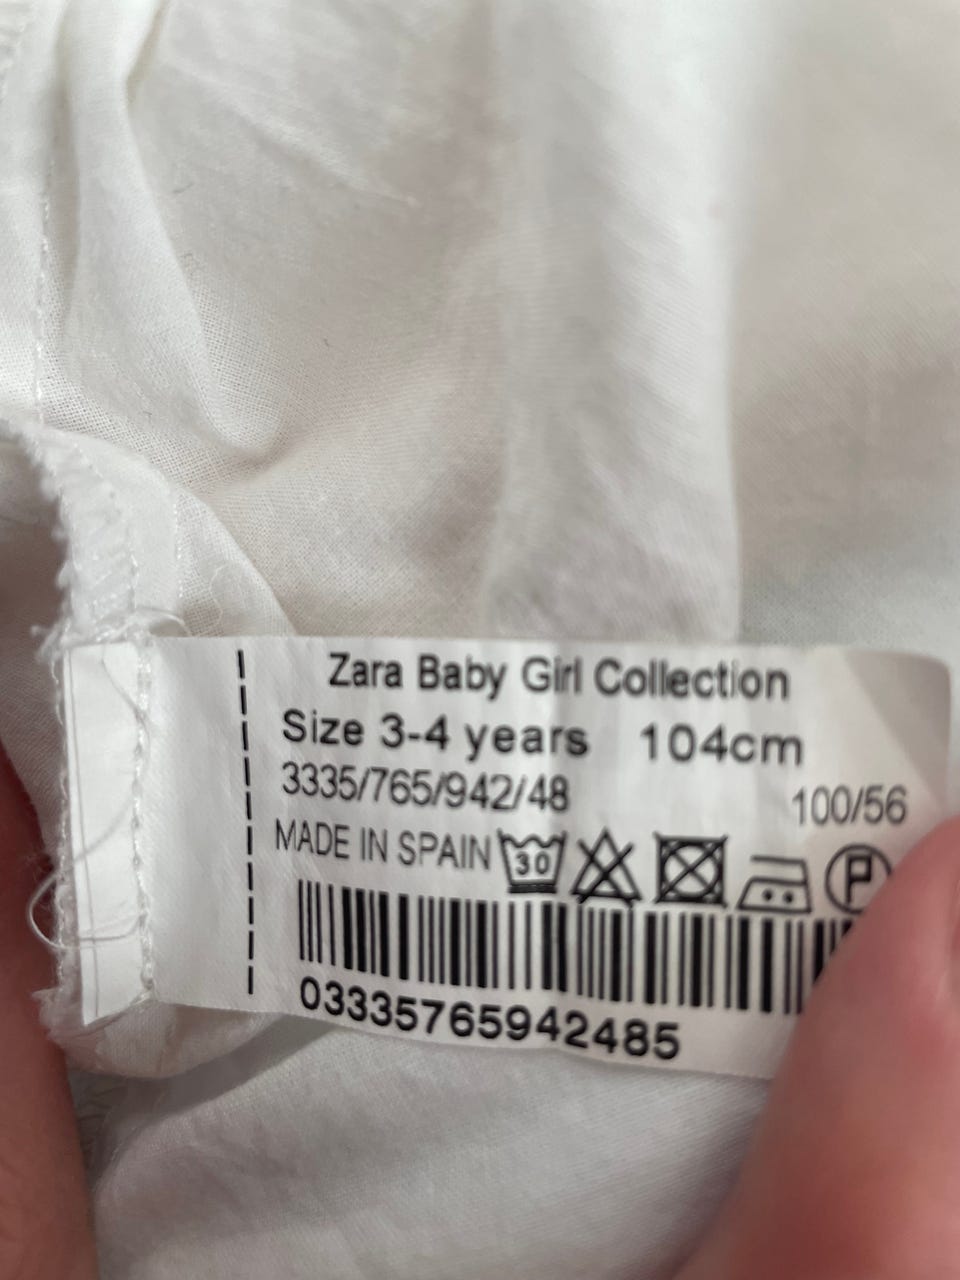 Zara Baby Girl Collection
Size 3-4 years 104cm
3335/765/942/48 100/56
MADE IN SPAIN 30 P
03335765942485